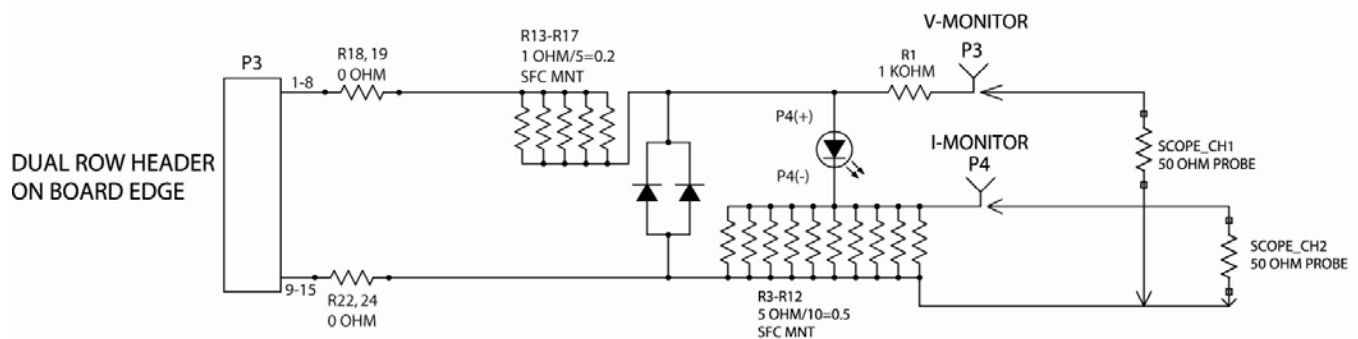 V-MONITOR
P3
R13-R17
1 OHM/5=0.2
SFC MNT
R18, 19
0 OHM
R1
1 KOHM
P3
1-8
P4(+)
P4(-)
I-MONITOR
P4
SCOPE_CH1
50 OHM PROBE
DUAL ROW HEADER
ON BOARD EDGE
SCOPE_CH2
50 OHM PROBE
9-15
R22, 24
0 OHM
R3-R12
5 OHM/10=0.5
SFC MNT